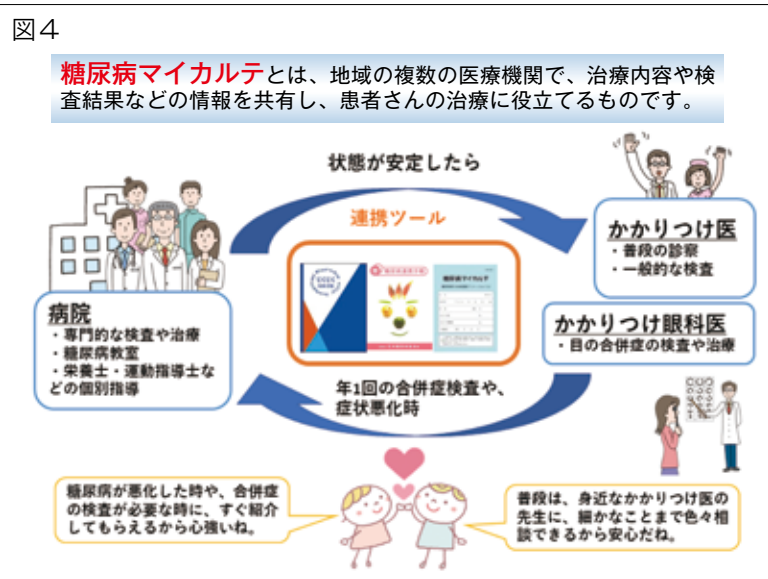 図4
糖尿病マイカルテとは、地域の複数の医療機関で、治療内容や検
査結果などの情報を共有し、患者さんの治療に役立てるものです。
状態が安定したら
連携ツール
かかりつけ医
・普段の診察
・一般的な検査
病院
・専門的な検査や治療
・糖尿病教室
・栄養士・運動指導士な
どの個別指導
糖尿病マイカルテ
かかりつけ眼科医
・目の合併症の検査や治療
年1回の合併症検査や、
症状悪化時
糖尿病が悪化した時や、合併症
の検査が必要な時に、すぐ紹介
してもらえるから心強いね。
普段は、身近なかかりつけ医の
先生に、細かなことまで色々相
談できるから安心だね。